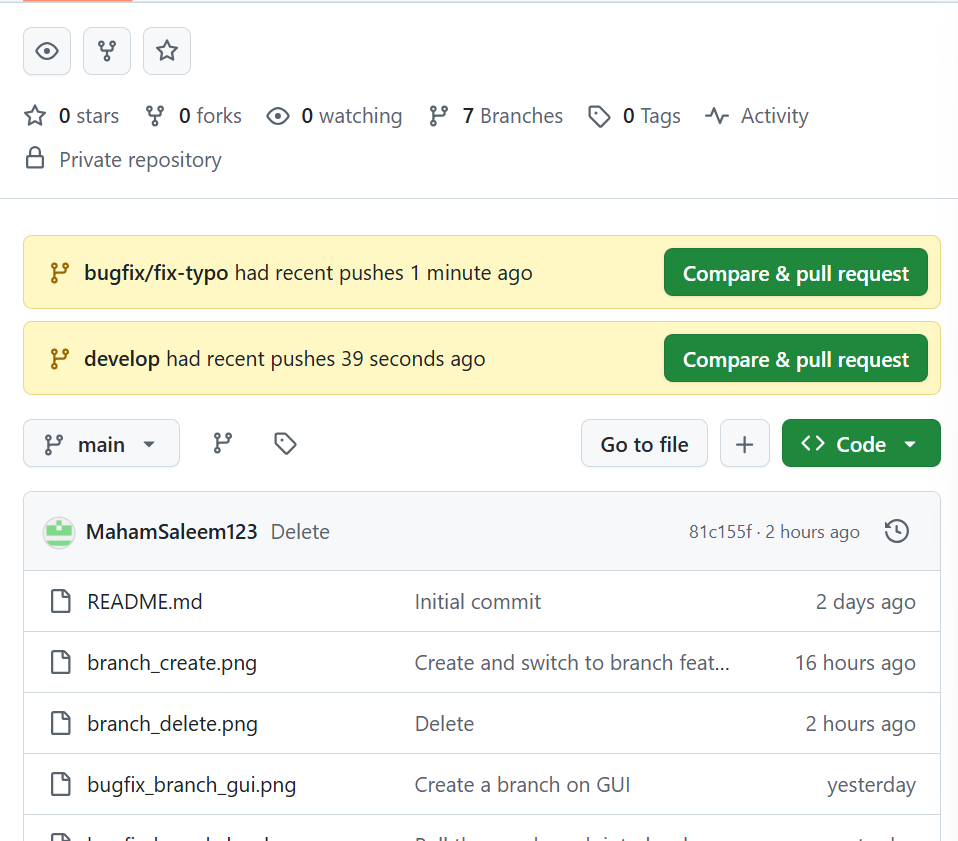 0 stars 0 forks 0 watching 7 Branches 0 Tags Activity
Private repository
bugfix/fix-typo had recent pushes 1 minute ago Compare & pull request
develop had recent pushes 39 seconds ago Compare & pull request
main Go to file Code
MahamSaleem123 Delete 81c155f · 2 hours ago
README.md Initial commit 2 days ago
branch_create.png Create and switch to branch feat... 16 hours ago
branch_delete.png Delete 2 hours ago
bugfix_branch_gui.png Create a branch on GUI yesterday